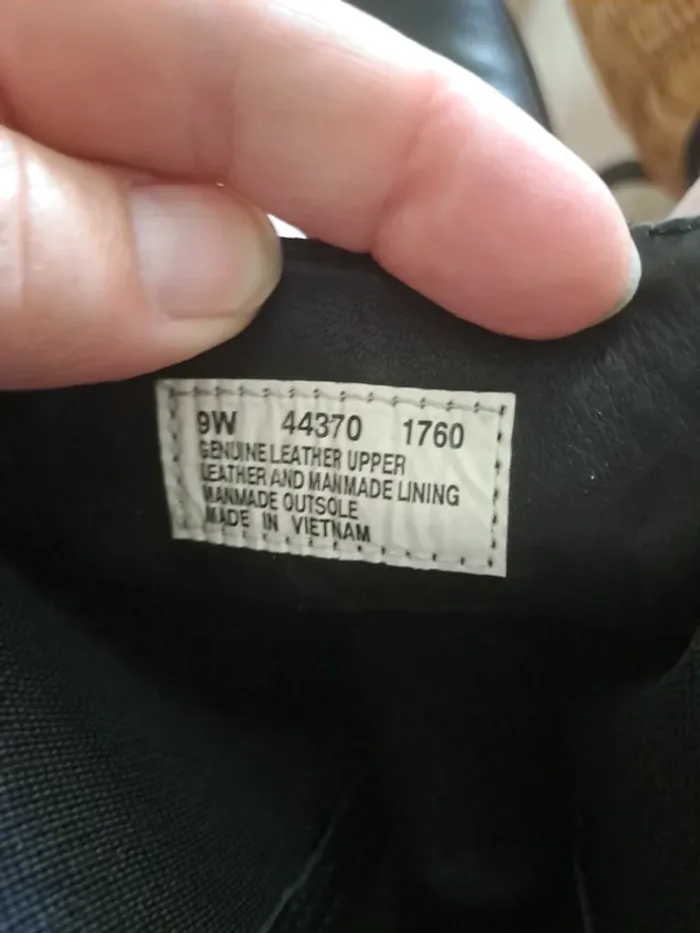 9W 44370 1760
GENUINE LEATHER UPPER
LEATHER AND MANMADE LINING
MANMADE OUTSOLE
MADE IN VIETNAM